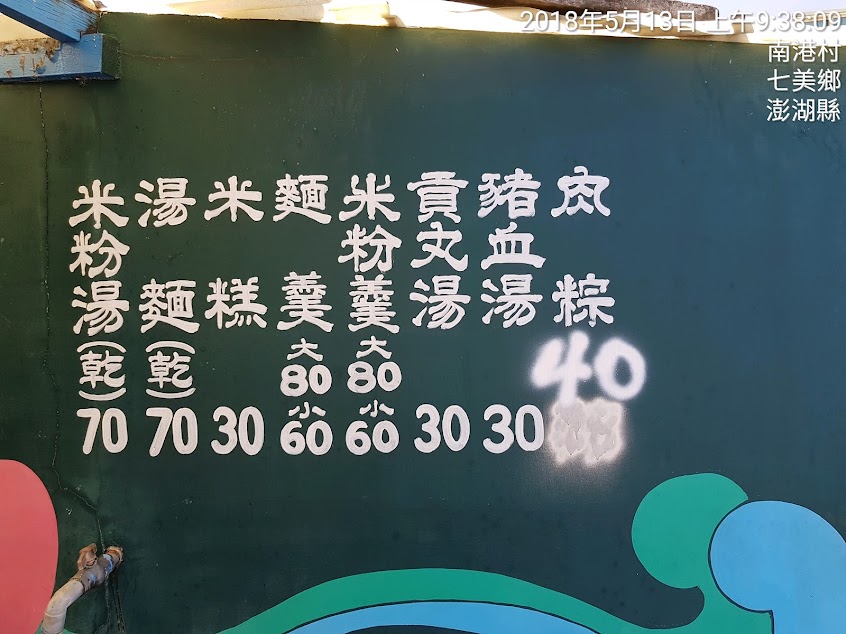 2018年5月13日 上午9:38:09
南港村
七美鄉
澎湖縣
肉粽 40
豬血湯 30
貢丸湯 30
米粉羹 大80 小60
麵羹 大80 小60
米糕 30
湯麵(乾) 70
米粉湯(乾) 70